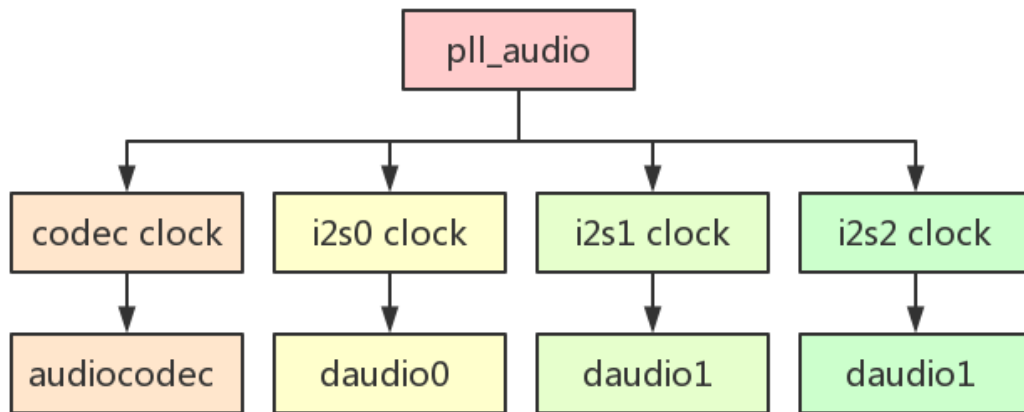 pll_audio
codec clock
i2s0 clock
i2s1 clock
i2s2 clock
audiocodec
daudio0
daudio1
daudio1